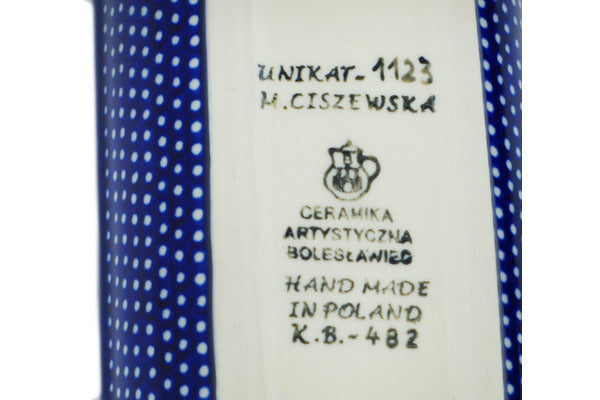 UNIKAT-1123
M.CISZEWSKA
CERAMIKA
ARTYSTYCZNA
BOLESŁAWIEC
HAND MADE
IN POLAND
K.B.-482